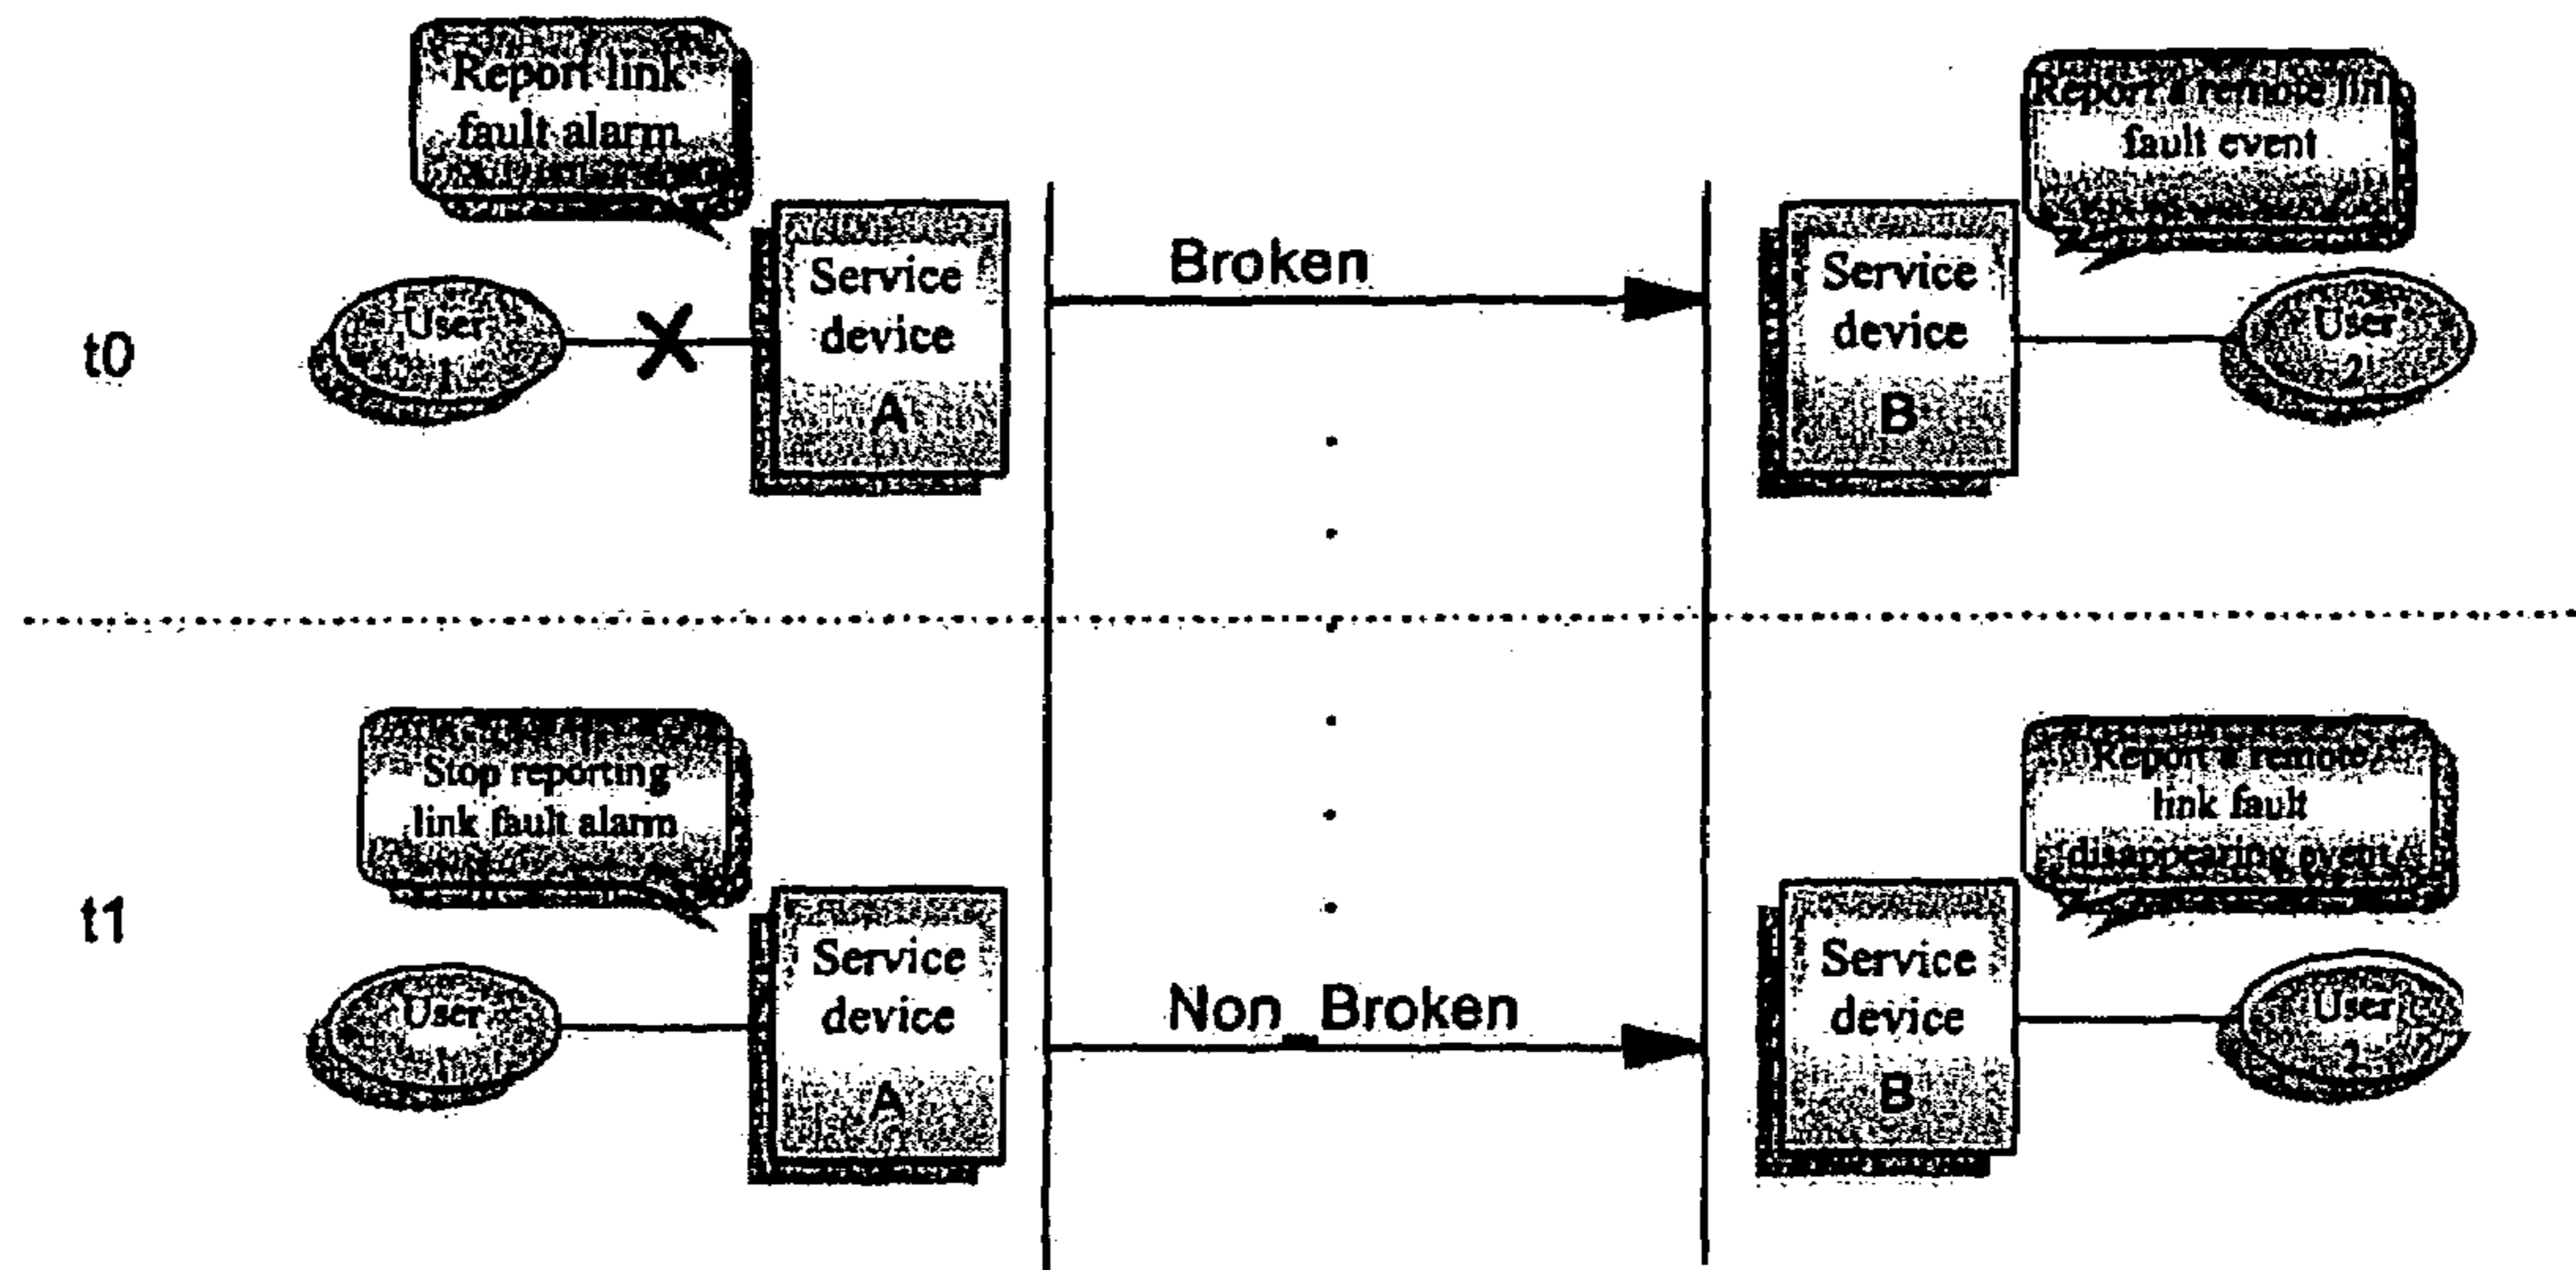 Report link
fault alarm
Report a remote link
fault event
Service
device
A
Broken
Service
device
B
User
1
User
2
t0
Stop reporting
link fault alarm
Report a remote
link fault
disappearing event
t1
Service
device
A
Non_Broken
Service
device
B
User
1
User
2